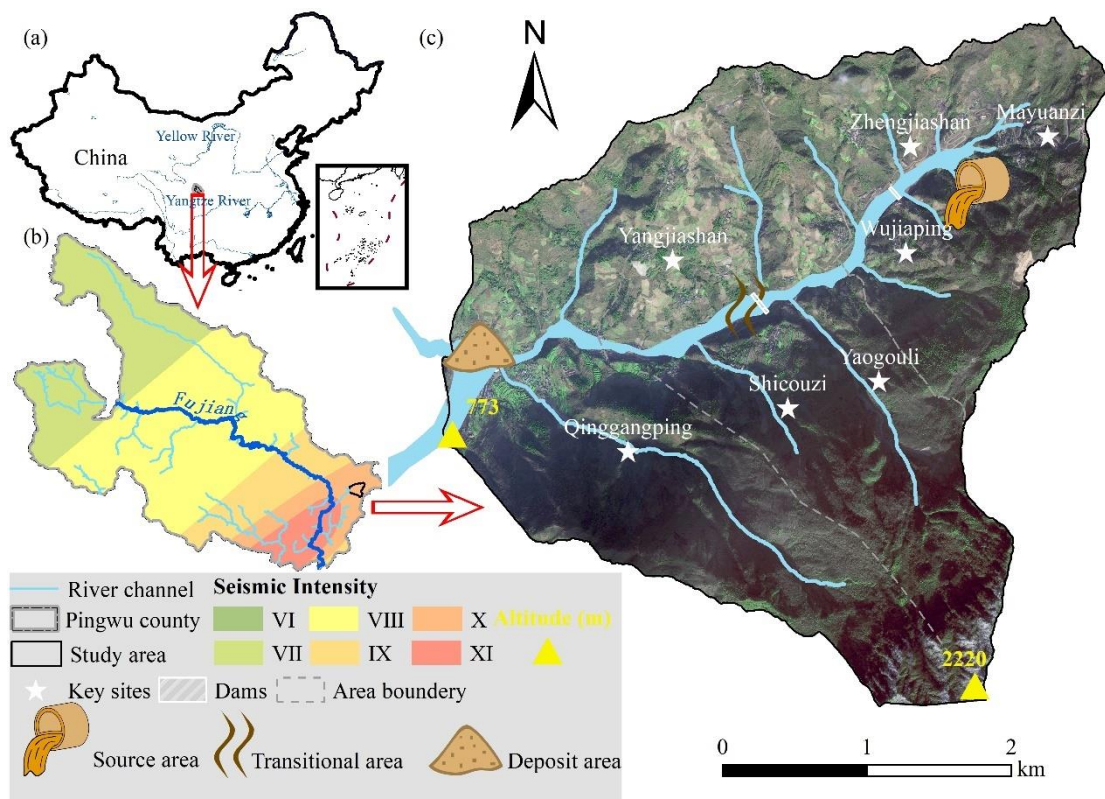 (a)
Yellow River
China
Yangtze River
(b)
Fujiang
(c)
N
Mayuanzi
Zhengjiashan
Wujiaping
Yangjiashan
Yaogouli
Shicouzi
773
Qinggangping
2220
River channel
Pingwu county
Study area
Seismic Intensity
VI
VIII
X
VII
IX
XI
Altitude (m)
Key sites
Dams
Area boundery
Source area
Transitional area
Deposit area
0 1 2
km